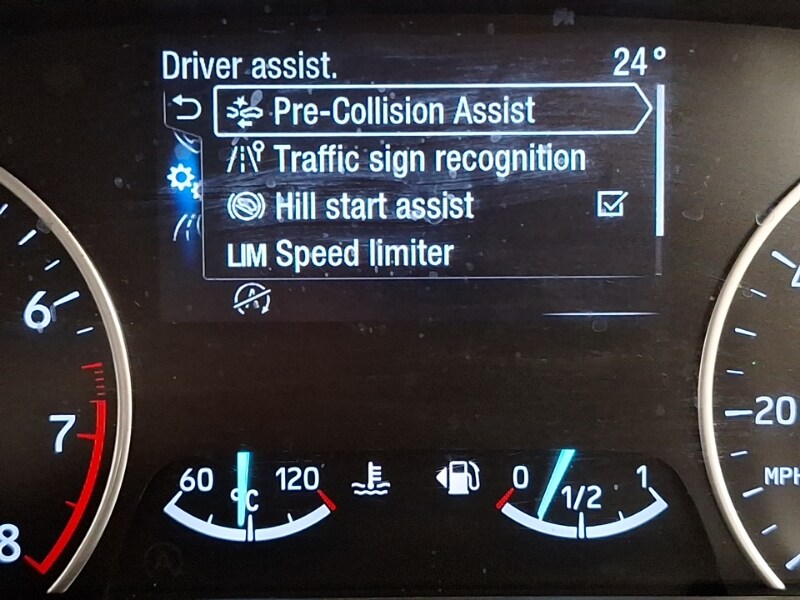 Driver assist. 24°
Pre-Collision Assist
Traffic sign recognition
Hill start assist
LIM Speed limiter
A
6
7
8
60 120
°C
0 1/2 1
20
MPH